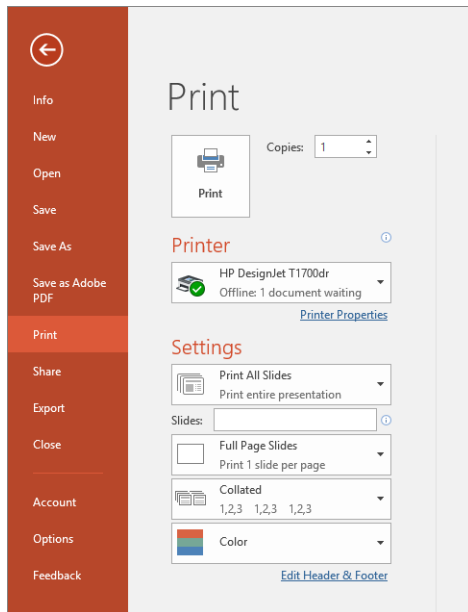 Info
New
Open
Save
Save As
Save as Adobe
PDF
Print
Share
Export
Close
Account
Options
Feedback
Print
Copies: 1
Print
Printer
HP DesignJet T1700dr
Offline: 1 document waiting
Printer Properties
Settings
Print All Slides
Print entire presentation
Slides:
Full Page Slides
Print 1 slide per page
Collated
1,2,3 1,2,3 1,2,3
Color
Edit Header & Footer